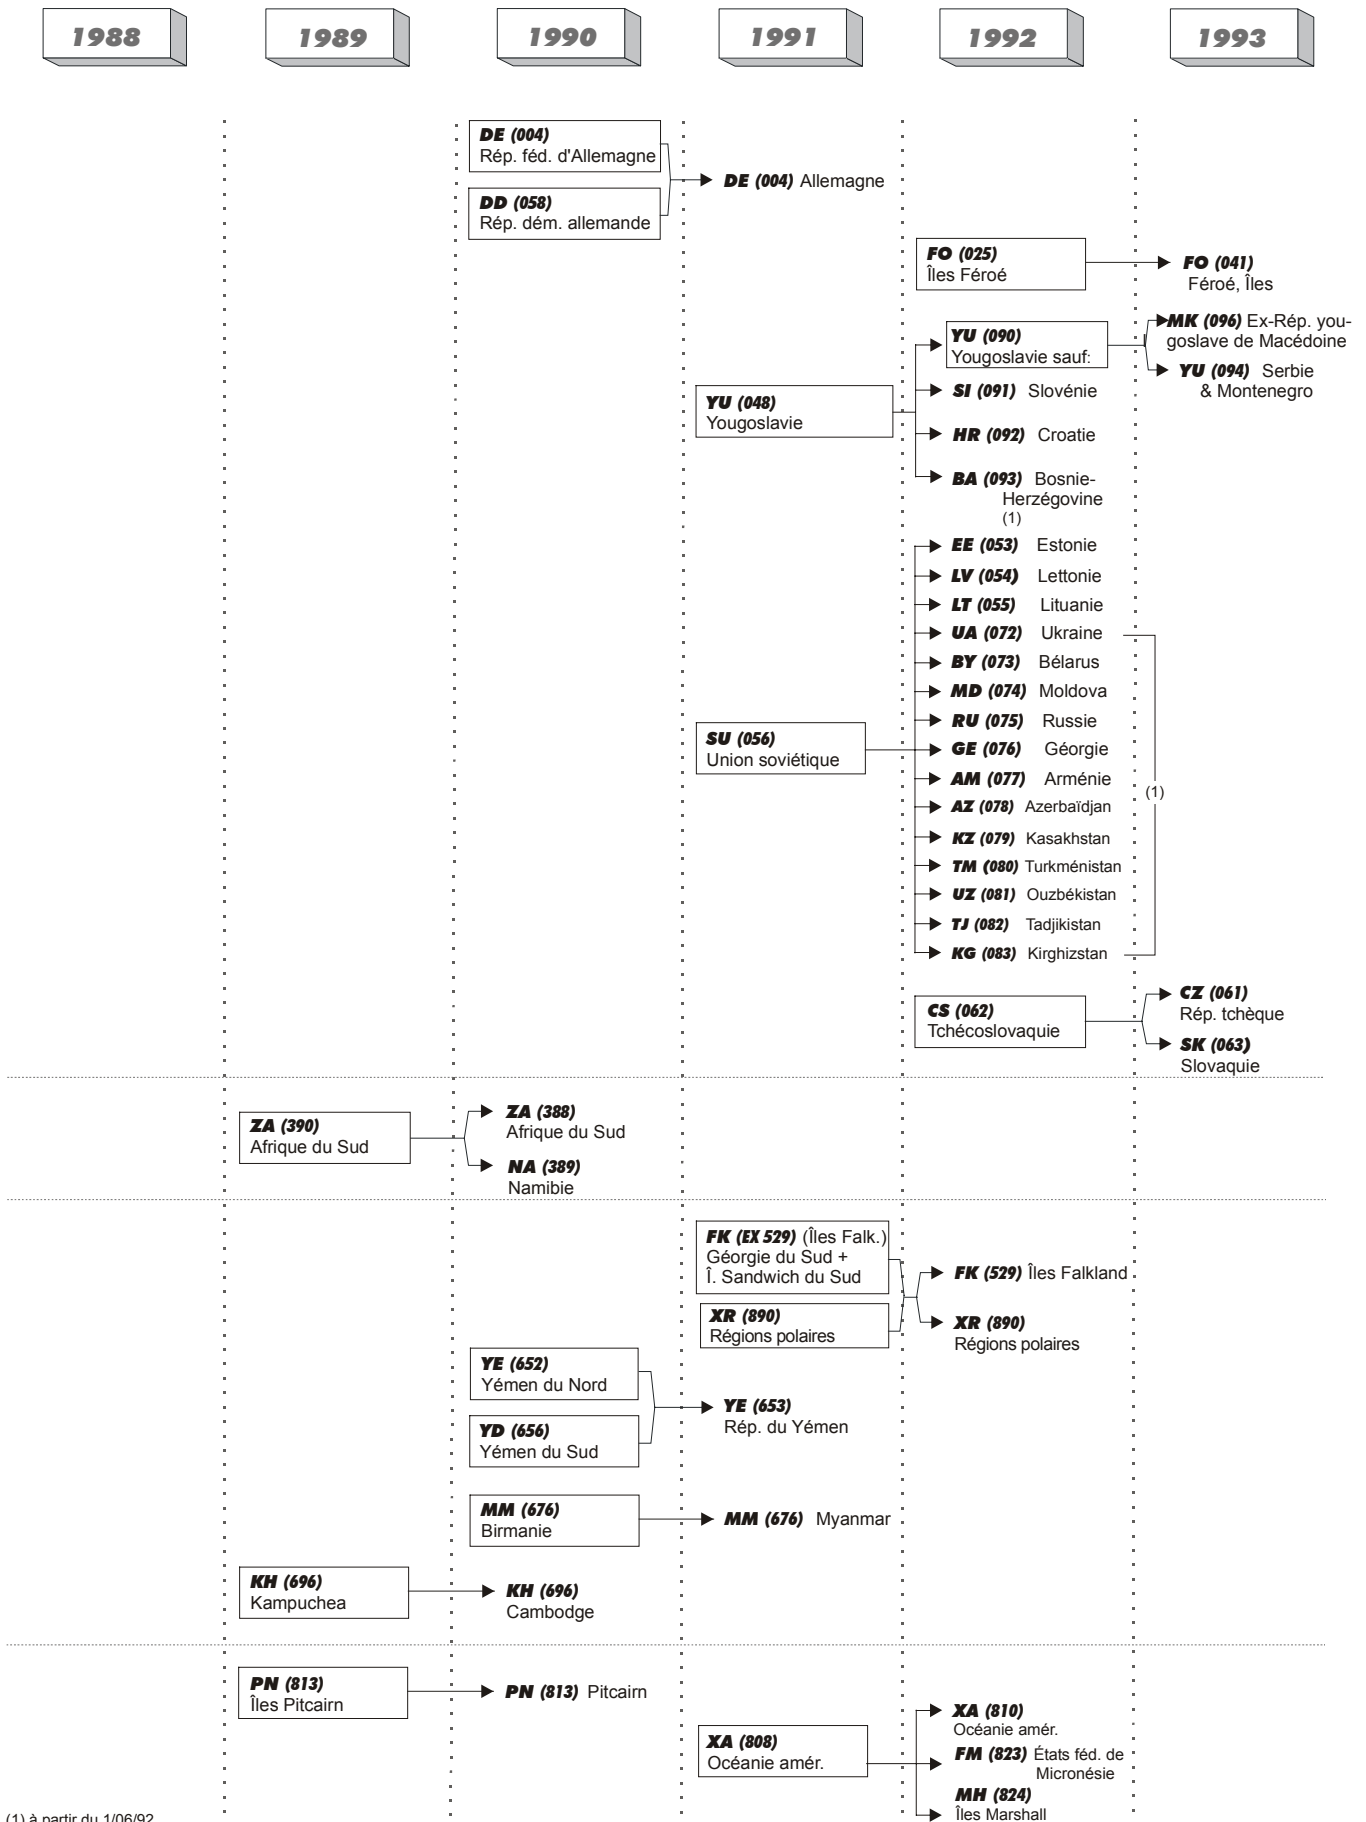 1988
1989
1990
1991
1992
1993
DE (004)
Rép. féd. d'Allemagne
DD (058)
Rép. dém. allemande
DE (004) Allemagne
FO (025)
Îles Féroé
FO (041)
Féroé, Îles
YU (048)
Yougoslavie
YU (090)
Yougoslavie sauf:
MK (096) Ex-Rép. you-
goslave de Macédoine
YU (094) Serbie
& Montenegro
SI (091) Slovénie
HR (092) Croatie
BA (093) Bosnie-
Herzégovine
(1)
SU (056)
Union soviétique
EE (053) Estonie
LV (054) Lettonie
LT (055) Lituanie
UA (072) Ukraine
BY (073) Bélarus
MD (074) Moldova
RU (075) Russie
GE (076) Géorgie
AM (077) Arménie
AZ (078) Azerbaïdjan
KZ (079) Kasakhstan
TM (080) Turkménistan
UZ (081) Ouzbékistan
TJ (082) Tadjikistan
KG (083) Kirghizstan
(1)
CS (062)
Tchécoslovaquie
CZ (061)
Rép. tchèque
SK (063)
Slovaquie
ZA (390)
Afrique du Sud
ZA (388)
Afrique du Sud
NA (389)
Namibie
FK (EX 529) (Îles Falk.)
Géorgie du Sud +
Î. Sandwich du Sud
XR (890)
Régions polaires
FK (529) Îles Falkland
XR (890)
Régions polaires
YE (652)
Yémen du Nord
YD (656)
Yémen du Sud
YE (653)
Rép. du Yémen
MM (676)
Birmanie
MM (676) Myanmar
KH (696)
Kampuchea
KH (696)
Cambodge
PN (813)
Îles Pitcairn
PN (813) Pitcairn
XA (808)
Océanie amér.
XA (810)
Océanie amér.
FM (823) États féd. de
Micronésie
MH (824)
Îles Marshall
(1) à partir du 1/06/92